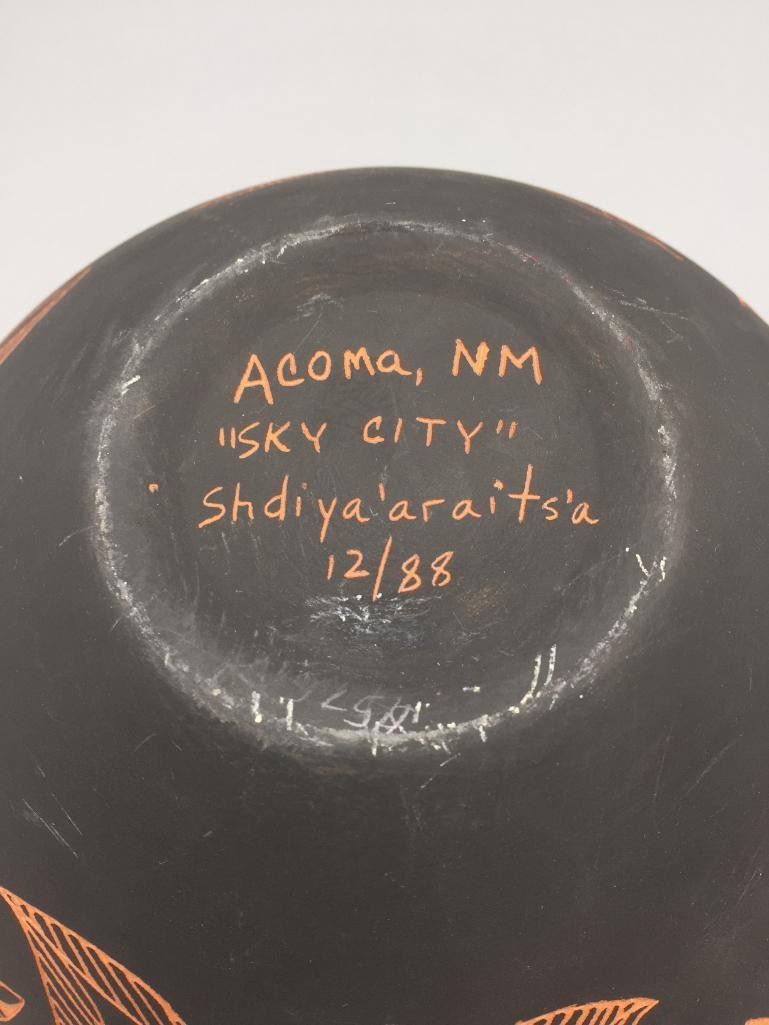 Acoma, NM
"SKY CITY"
Shdiya'araits'a
12/88